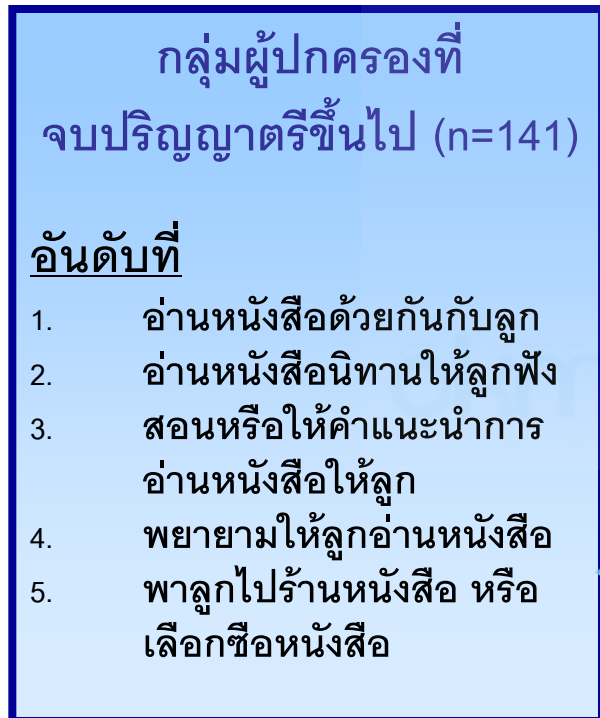 กลุ่มผู้ปกครองที่
จบปริญญาตรีขึ้นไป (n=141)
อันดับที่
1. อ่านหนังสือด้วยกันกับลูก
2. อ่านหนังสือนิทานให้ลูกฟัง
3. สอนหรือให้คำแนะนำการ
อ่านหนังสือให้ลูก
4. พยายามให้ลูกอ่านหนังสือ
5. พาลูกไปร้านหนังสือ หรือ
เลือกซือหนังสือ